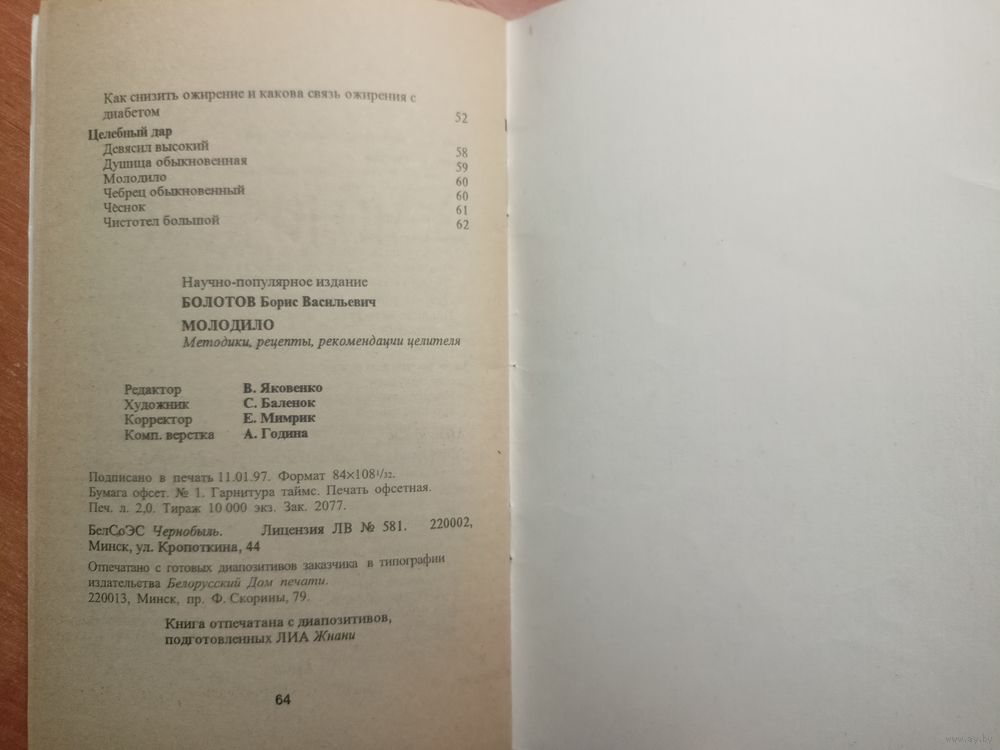 Как снизить ожирение и какова связь ожирения с
диабетом 52
Целебный дар
Девясил высокий 58
Душица обыкновенная 59
Молодило 60
Чебрец обыкновенный 60
Чеснок 61
Чистотел большой 62
Научно-популярное издание
БОЛОТОВ Борис Васильевич
МОЛОДИЛО
Методики, рецепты, рекомендации целителя
Редактор В. Яковенко
Художник С. Баленок
Корректор Е. Мимрик
Комп. верстка А. Година
Подписано в печать 11.01.97. Формат 84×108¹/₃₂.
Бумага офсет. № 1. Гарнитура таймс. Печать офсетная.
Печ. л. 2,0. Тираж 10 000 экз. Зак. 2077.
БелСоЭС Чернобыль. Лицензия ЛВ № 581. 220002,
Минск, ул. Кропоткина, 44
Отпечатано с готовых диапозитивов заказчика в типографии
издательства Белорусский Дом печати.
220013, Минск, пр. Ф. Скорины, 79.
Книга отпечатана с диапозитивов,
подготовленных ЛИА Жнани
64
www.ay.by